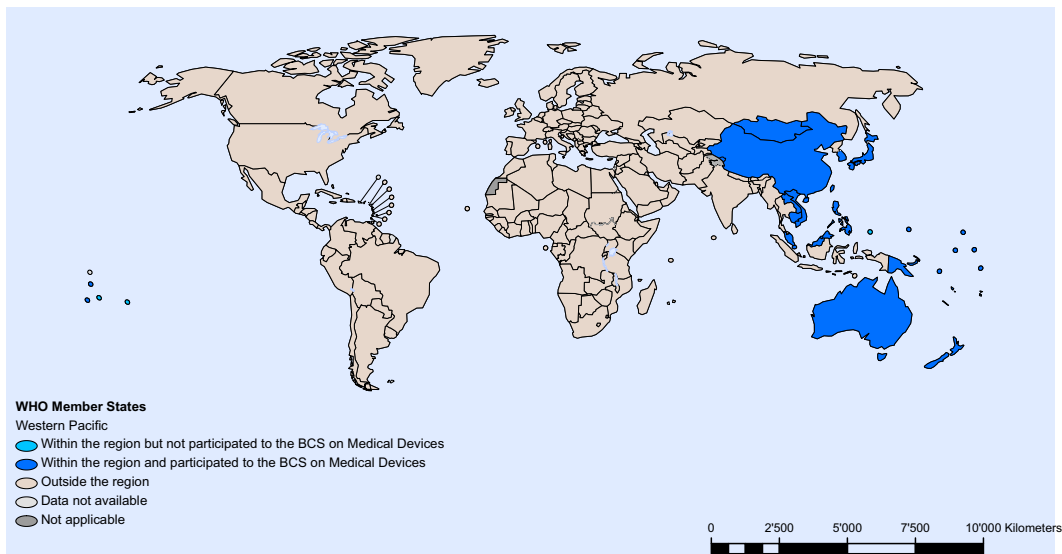 WHO Member States
Western Pacific
Within the region but not participated to the BCS on Medical Devices
Within the region and participated to the BCS on Medical Devices
Outside the region
Data not available
Not applicable
0 2'500 5'000 7'500 10'000 Kilometers